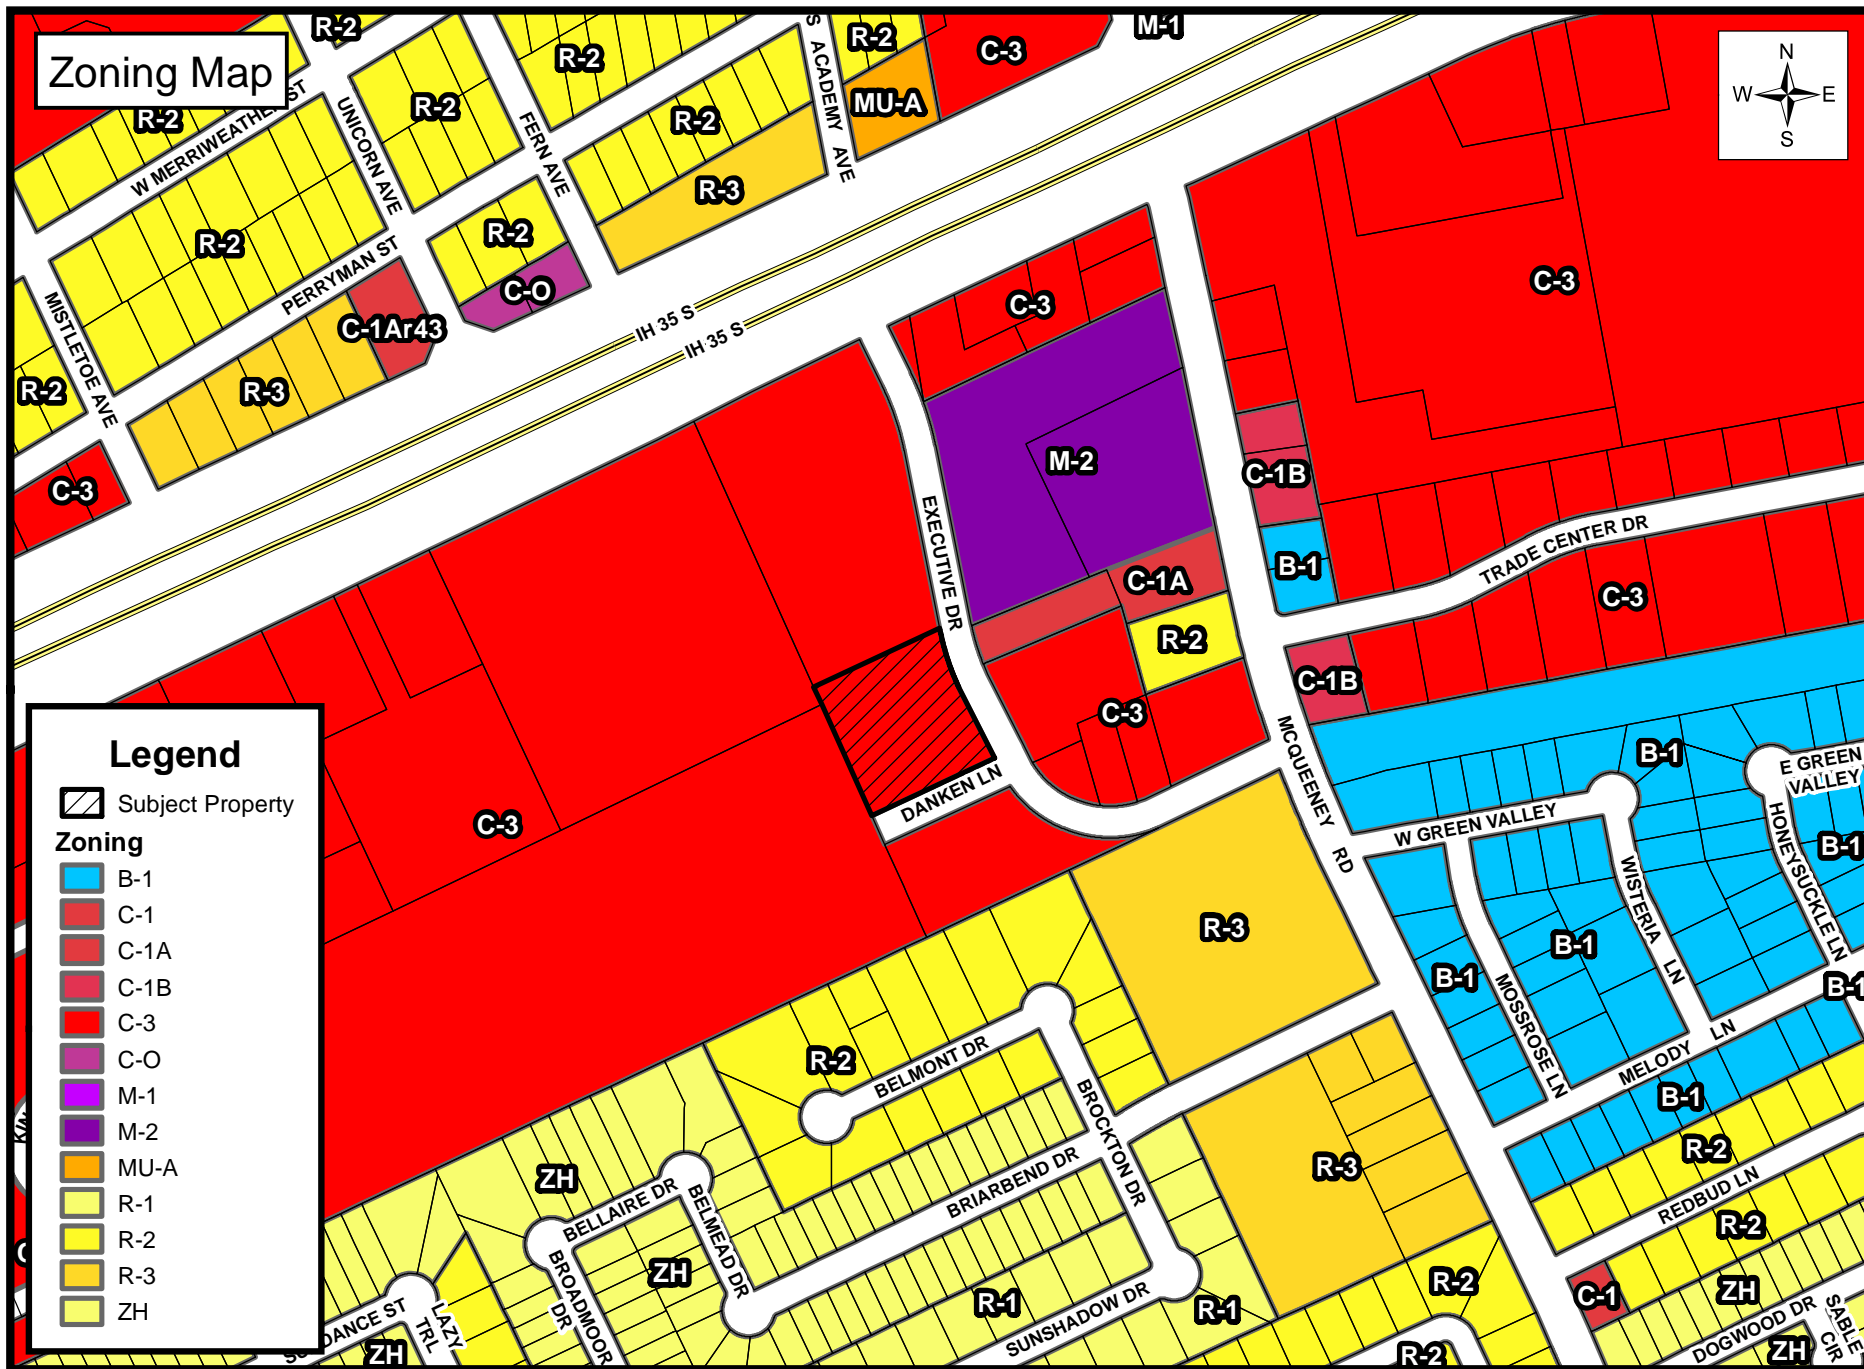 Zoning Map
N
W E
S
R-2
R-2
R-2
C-3
M-1
R-2
R-2
R-2
MU-A
W MERRIWEATHER ST
UNICORN AVE
FERN AVE
S ACADEMY AVE
R-3
R-2
R-2
PERRYMAN ST
C-O
C-1Ar43
MISTLETOE AVE
R-2
R-3
C-3
IH 35 S
IH 35 S
C-3
C-3
M-2
C-1B
EXECUTIVE DR
B-1
TRADE CENTER DR
C-1A
C-3
R-2
C-1B
C-3
MCQUENEY RD
B-1
E GREEN
VALLEY
DANKEN LN
W GREEN VALLEY
HONEYSUCKLE LN
B-1
C-3
WISTERIA LN
R-3
B-1
B-1
B-1
MOSSROSE LN
MELODY LN
R-2
BELMONT DR
BROCKTON DR
B-1
R-2
ZH
BELLAIRE DR
BELMEAD DR
BRIARBEND DR
R-3
REDBUD LN
R-2
BROADMOOR DR
ZH
R-1
SUNSHADOW DR
R-1
R-2
C-1
ZH
DANCE ST
LAZY TRL
ZH
R-2
DOGWOOD DR
SABLE CIR
ZH
Legend
Subject Property
Zoning
B-1
C-1
C-1A
C-1B
C-3
C-O
M-1
M-2
MU-A
R-1
R-2
R-3
ZH